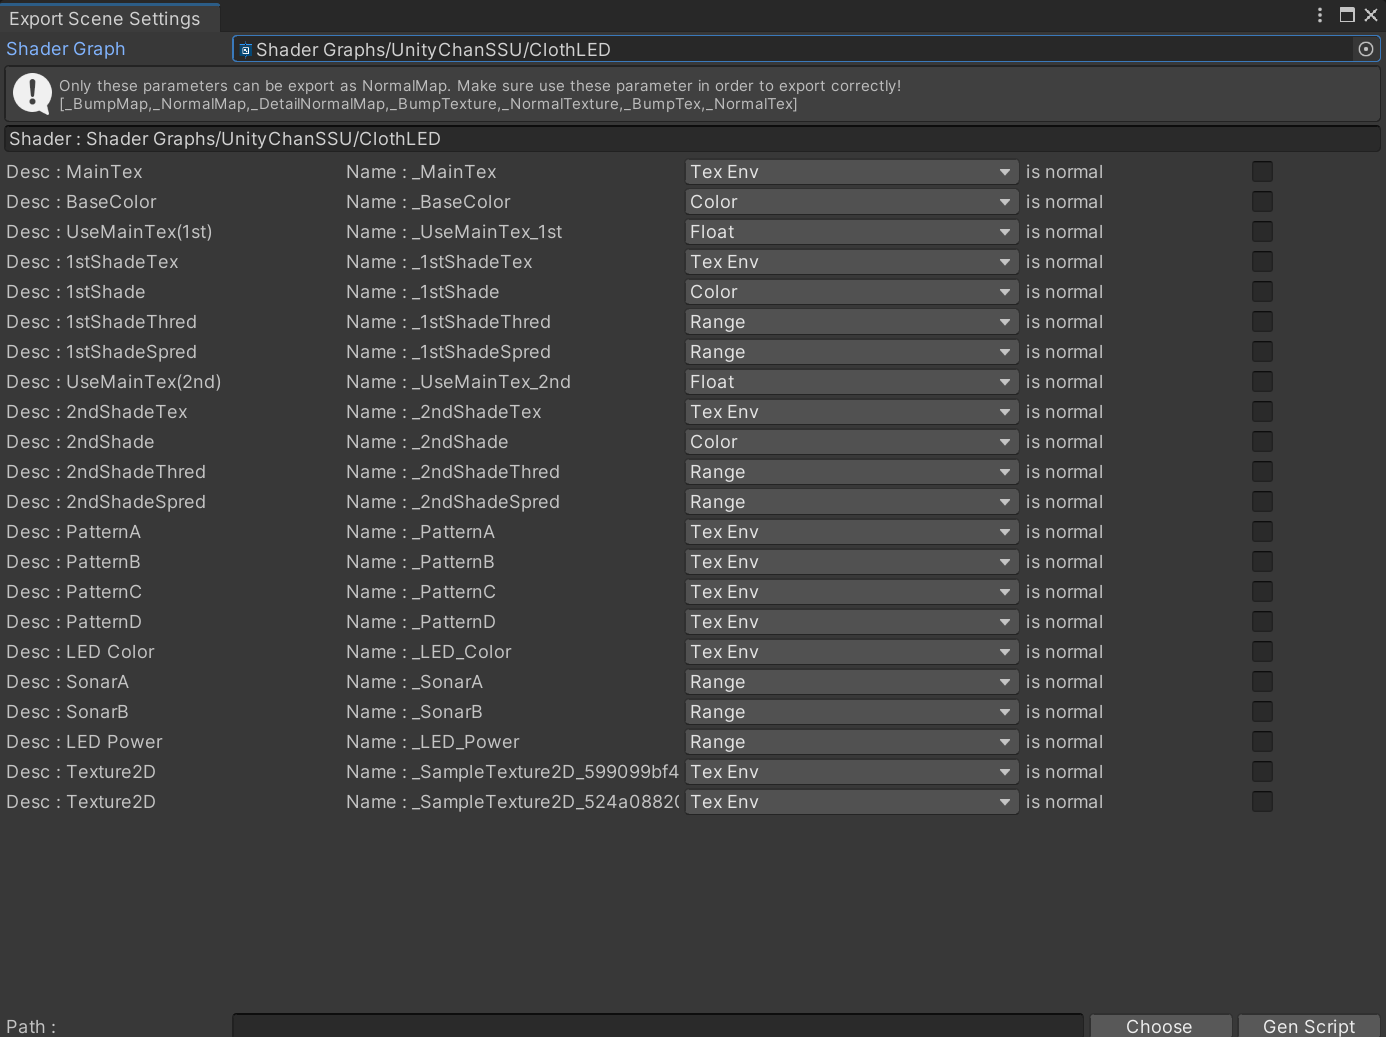 Export Scene Settings
Shader Graph Shader Graphs/UnityChanSSU/ClothLED
Only these parameters can be export as NormalMap. Make sure use these parameter in order to export correctly!
[_BumpMap,_NormalMap,_DetailNormalMap,_BumpTexture,_NormalTexture,_BumpTex,_NormalTex]
Shader : Shader Graphs/UnityChanSSU/ClothLED
Desc : MainTex Name : _MainTex Tex Env is normal
Desc : BaseColor Name : _BaseColor Color is normal
Desc : UseMainTex(1st) Name : _UseMainTex_1st Float is normal
Desc : 1stShadeTex Name : _1stShadeTex Tex Env is normal
Desc : 1stShade Name : _1stShade Color is normal
Desc : 1stShadeThred Name : _1stShadeThred Range is normal
Desc : 1stShadeSpred Name : _1stShadeSpred Range is normal
Desc : UseMainTex(2nd) Name : _UseMainTex_2nd Float is normal
Desc : 2ndShadeTex Name : _2ndShadeTex Tex Env is normal
Desc : 2ndShade Name : _2ndShade Color is normal
Desc : 2ndShadeThred Name : _2ndShadeThred Range is normal
Desc : 2ndShadeSpred Name : _2ndShadeSpred Range is normal
Desc : PatternA Name : _PatternA Tex Env is normal
Desc : PatternB Name : _PatternB Tex Env is normal
Desc : PatternC Name : _PatternC Tex Env is normal
Desc : PatternD Name : _PatternD Tex Env is normal
Desc : LED Color Name : _LED_Color Tex Env is normal
Desc : SonarA Name : _SonarA Range is normal
Desc : SonarB Name : _SonarB Range is normal
Desc : LED Power Name : _LED_Power Range is normal
Desc : Texture2D Name : _SampleTexture2D_599099bf4 Tex Env is normal
Desc : Texture2D Name : _SampleTexture2D_524a08820 Tex Env is normal
Path : Choose Gen Script